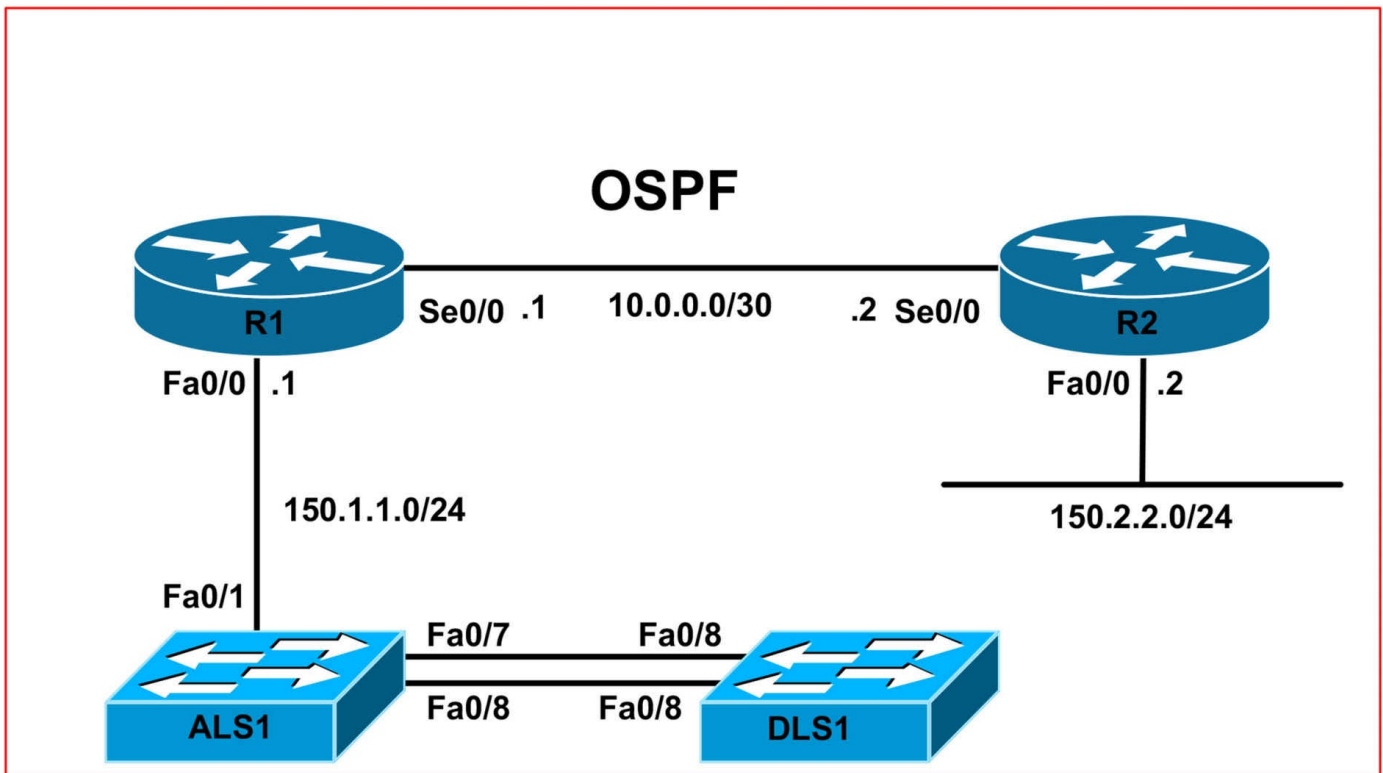 OSPF
R1
Se0/0 .1
10.0.0.0/30
.2 Se0/0
R2
Fa0/0 .1
Fa0/0 .2
150.1.1.0/24
150.2.2.0/24
Fa0/1
Fa0/7
Fa0/8
Fa0/8
Fa0/8
ALS1
DLS1